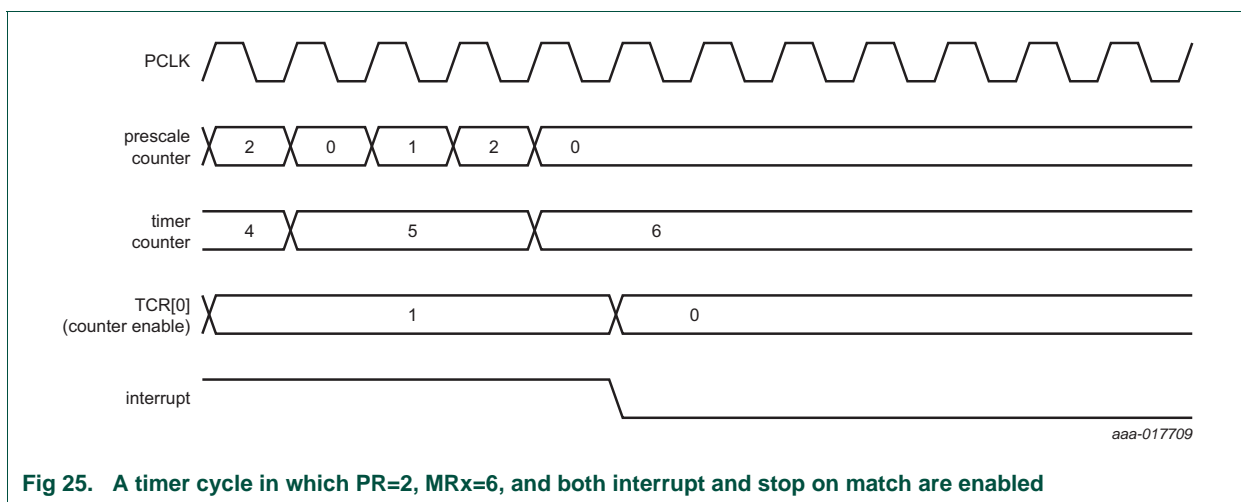 PCLK
prescale
counter
2 0 1 2 0
timer
counter
4 5 6
TCR[0]
(counter enable)
1 0
interrupt
aaa-017709
Fig 25. A timer cycle in which PR=2, MRx=6, and both interrupt and stop on match are enabled